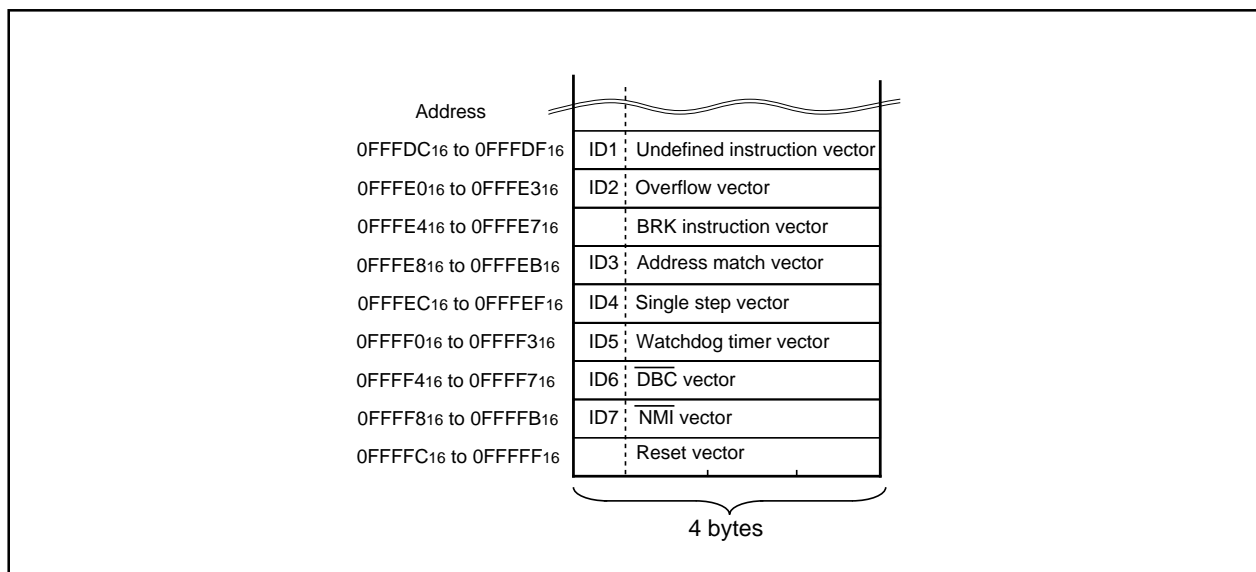 Address
0FFFDC16 to 0FFFDF16 ID1 Undefined instruction vector
0FFFE016 to 0FFFE316 ID2 Overflow vector
0FFFE416 to 0FFFE716 BRK instruction vector
0FFFE816 to 0FFFEB16 ID3 Address match vector
0FFFEC16 to 0FFFEF16 ID4 Single step vector
0FFFF016 to 0FFFF316 ID5 Watchdog timer vector
0FFFF416 to 0FFFF716 ID6 D̅B̅C̅ vector
0FFFF816 to 0FFFFB16 ID7 N̅M̅I̅ vector
0FFFFC16 to 0FFFFF16 Reset vector
4 bytes